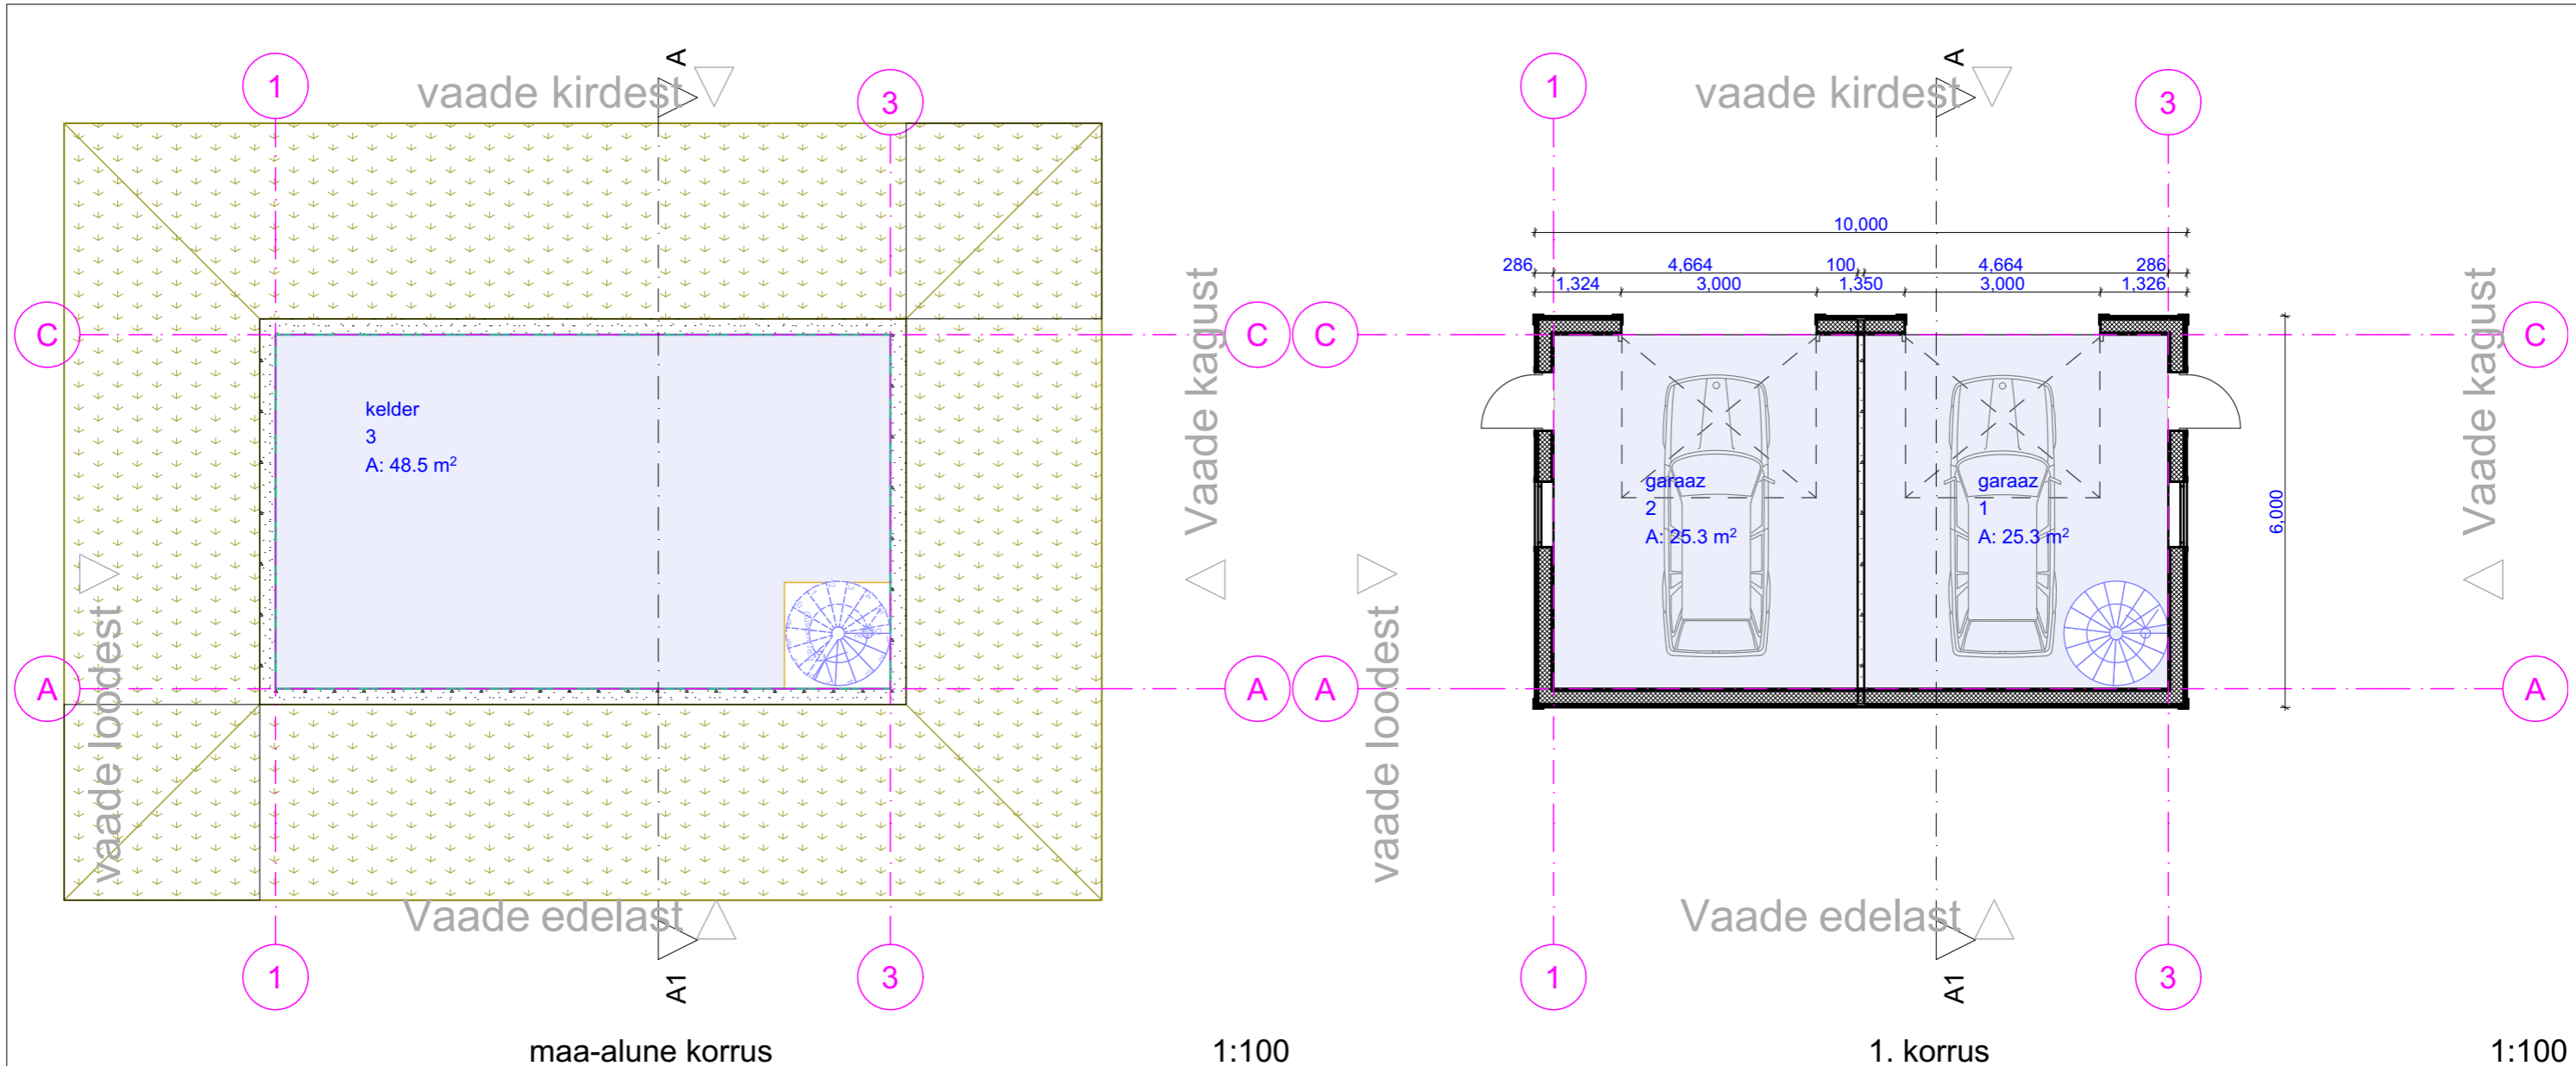 1
A
vaade kirdest
3
C
C
kelder
3
A: 48.5 m²
Vaade kagust
vaade loodest
A
A
Vaade edelast
1
A1
3
maa-alune korrus
1:100
1
A
vaade kirdest
3
10,000
286
4,664
100
4,664
286
1,324
3,000
1,350
3,000
1,326
C
C
garaaz
2
A: 25.3 m²
garaaz
1
A: 25.3 m²
6,000
Vaade kagust
vaade loodest
A
A
Vaade edelast
1
A1
3
1. korrus
1:100